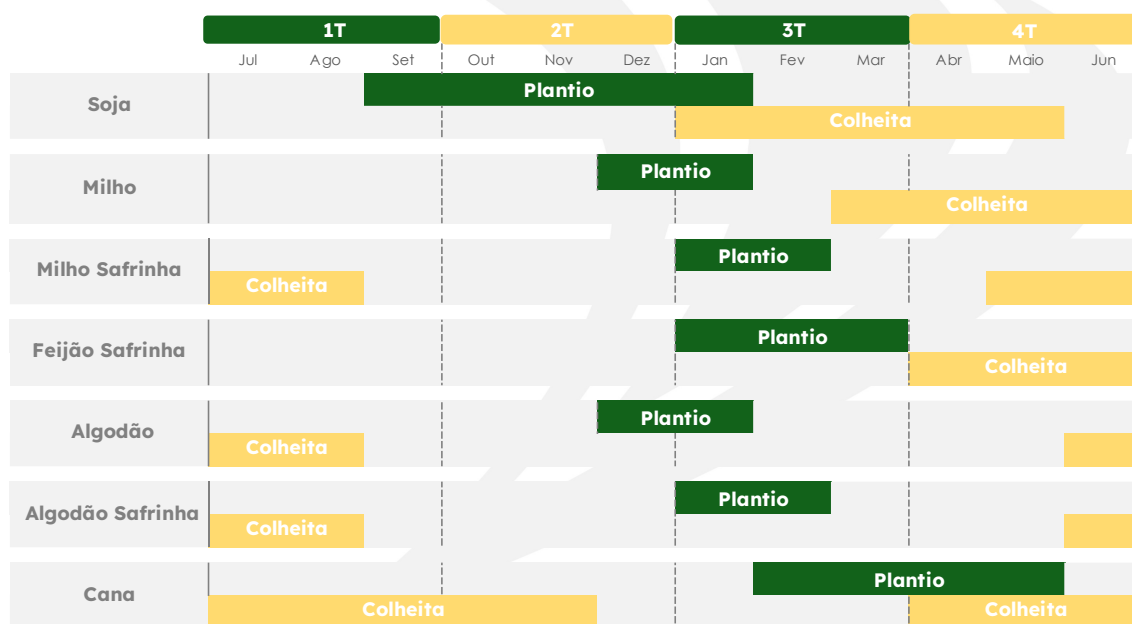 1T 2T 3T 4T
Jul Ago Set Out Nov Dez Jan Fev Mar Abr Maio Jun
Soja Plantio
Colheita
Milho Plantio
Colheita
Milho Safrinha Plantio
Colheita
Feijão Safrinha Plantio
Colheita
Algodão Plantio
Colheita
Algodão Safrinha Plantio
Colheita
Cana Plantio
Colheita Colheita